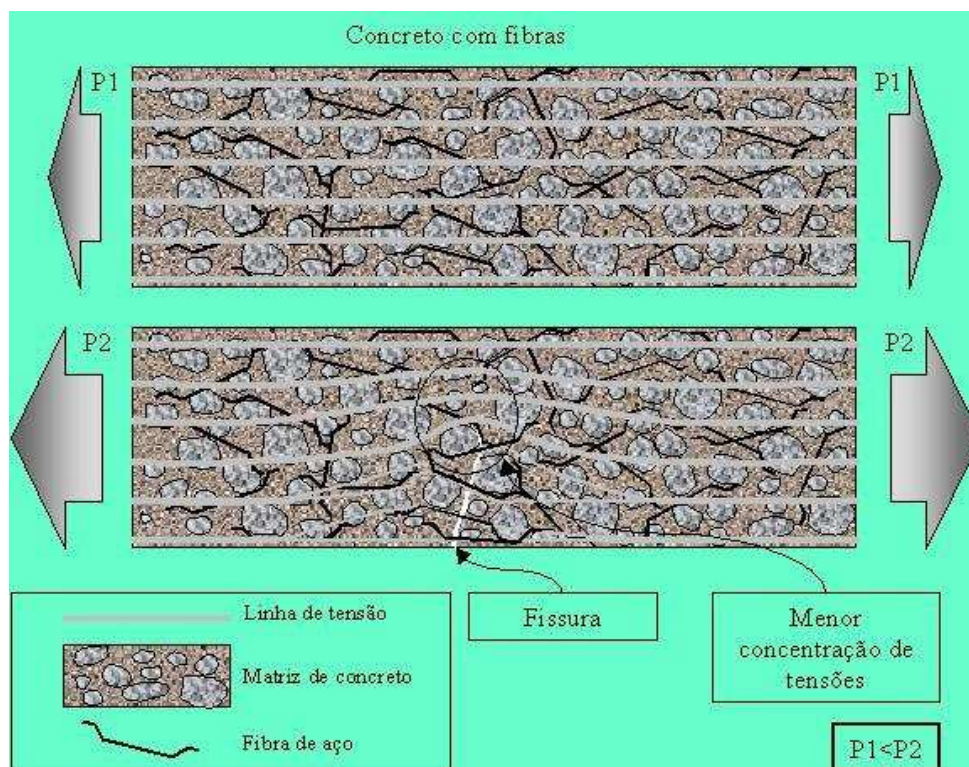 Concreto com fibras
P1
P1
P2
P2
Linha de tensão
Matriz de concreto
Fibra de aço
Fissura
Menor
concentração de
tensões
P1<P2